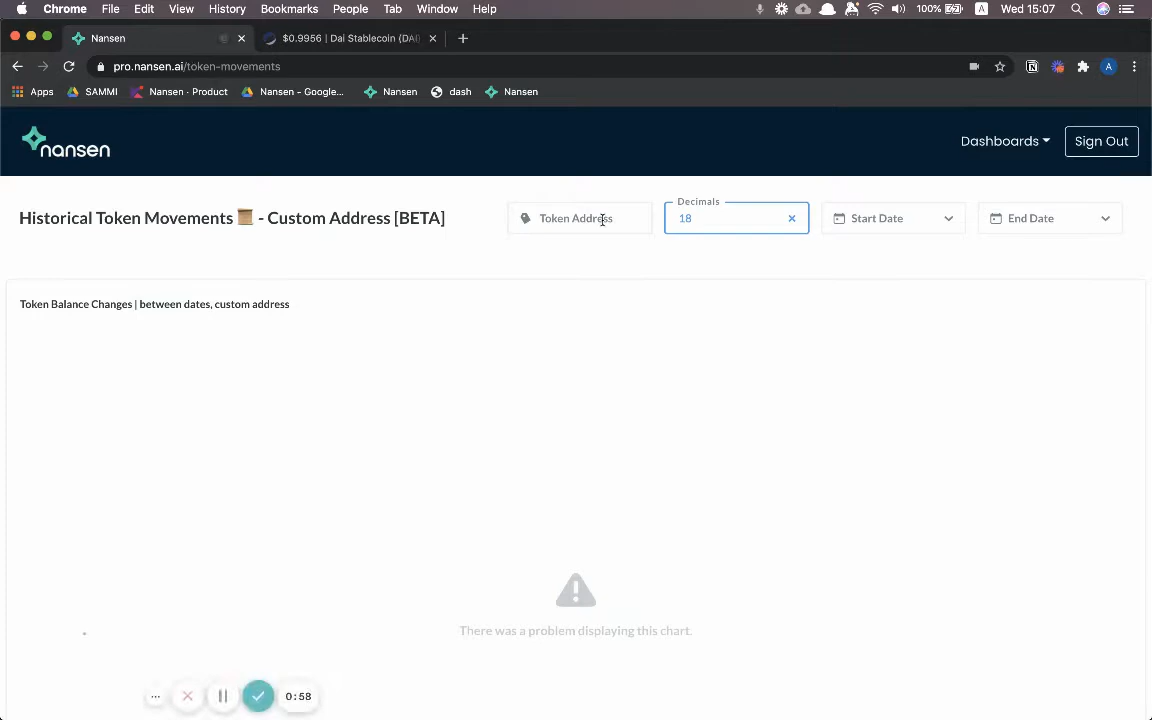 Chrome File Edit View History Bookmarks People Tab Window Help 100% A Wed 15:07
Nansen $0.9956 | Dai Stablecoin (DAI)
pro.nansen.ai/token-movements A
Apps SAMMI Nansen · Product Nansen - Google... Nansen dash Nansen
nansen Dashboards Sign Out
Decimals
Historical Token Movements - Custom Address [BETA] Token Address 18 Start Date End Date
Token Balance Changes | between dates, custom address
There was a problem displaying this chart.
0:58